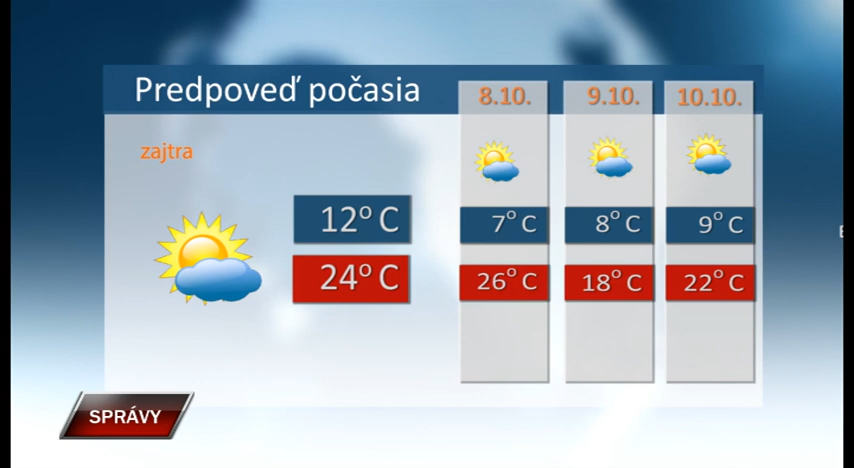 Predpoveď počasia
8.10.
9.10.
10.10.
zajtra
12° C
7° C
8° C
9° C
24° C
26° C
18° C
22° C
SPRÁVY